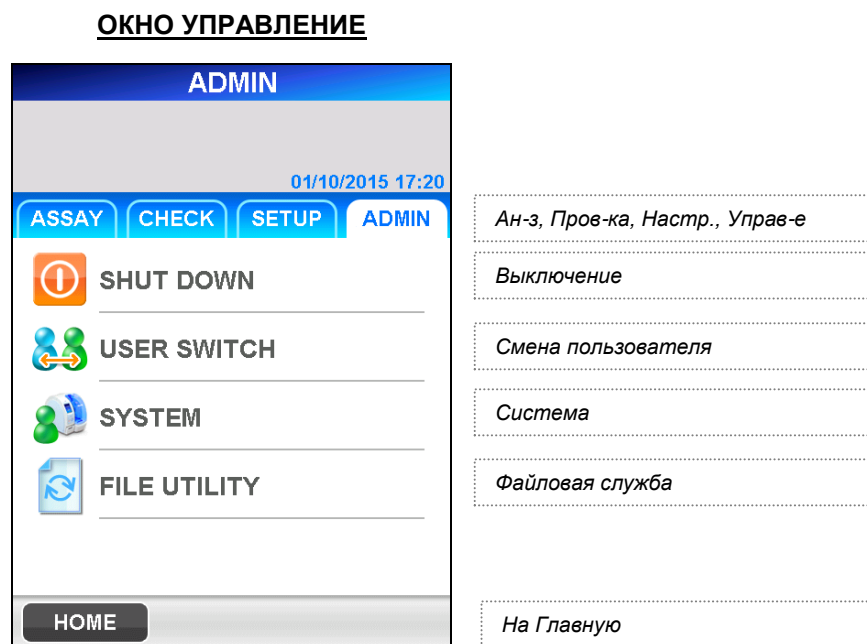 ОКНО УПРАВЛЕНИЕ
ADMIN
01/10/2015 17:20
ASSAY CHECK SETUP ADMIN
Ан-з, Пров-ка, Настр., Управ-е
SHUT DOWN
Выключение
USER SWITCH
Смена пользователя
SYSTEM
Система
FILE UTILITY
Файловая служба
HOME
На Главную